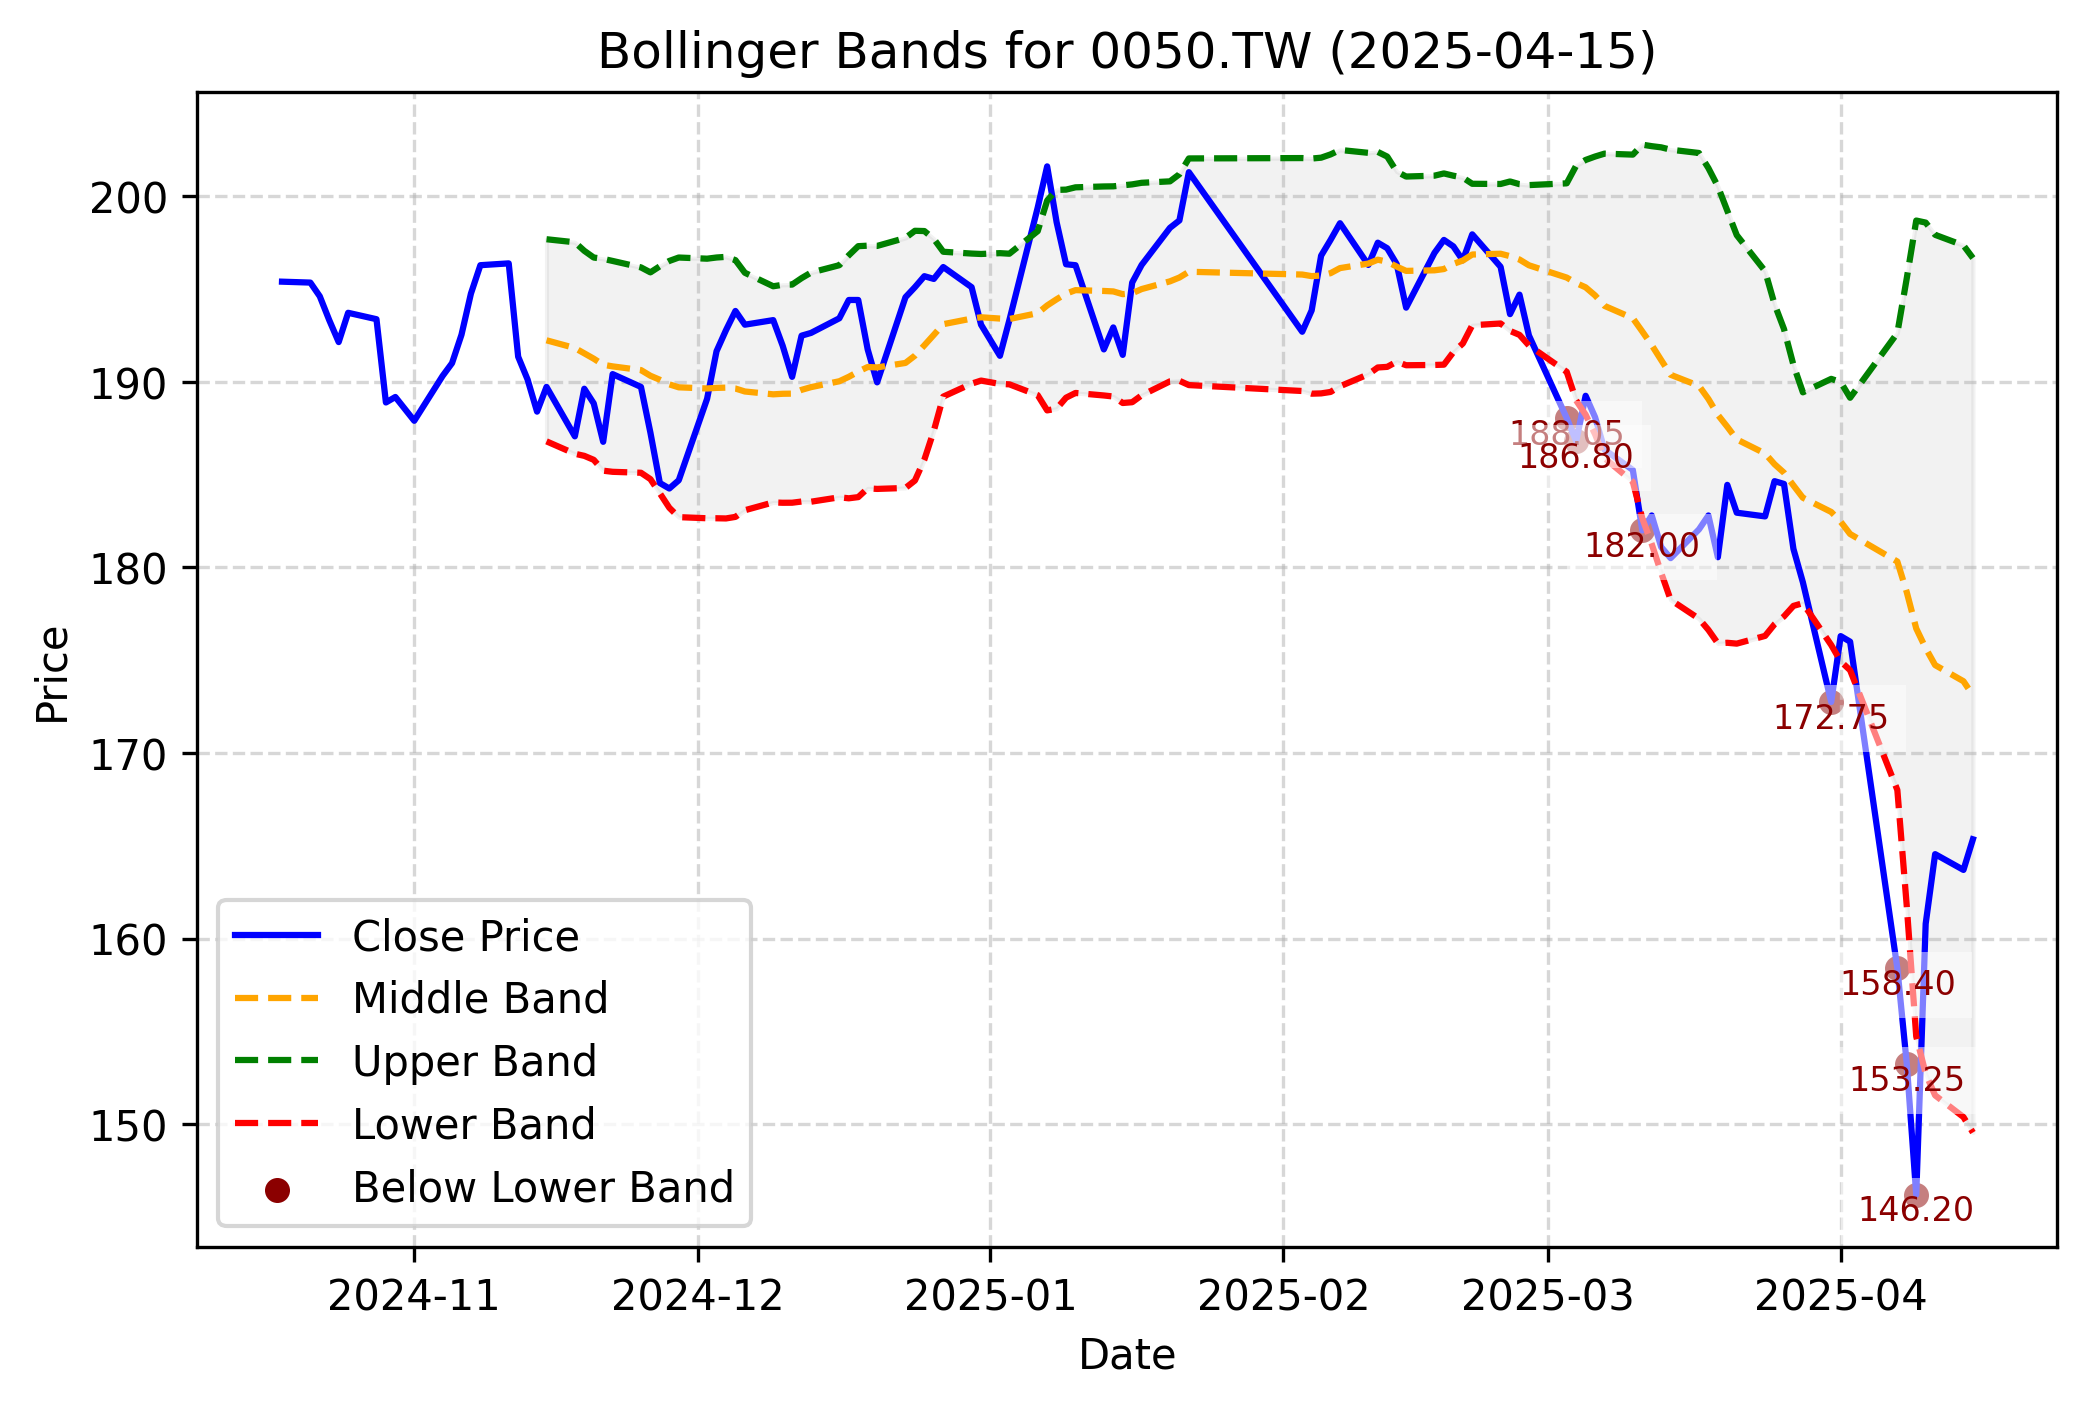 Bollinger Bands for 0050.TW (2025-04-15)
200
190
180
170
160
150
Price
188.05
186.80
182.00
172.75
158.40
153.25
146.20
Close Price
Middle Band
Upper Band
Lower Band
Below Lower Band
2024-11 2024-12 2025-01 2025-02 2025-03 2025-04
Date